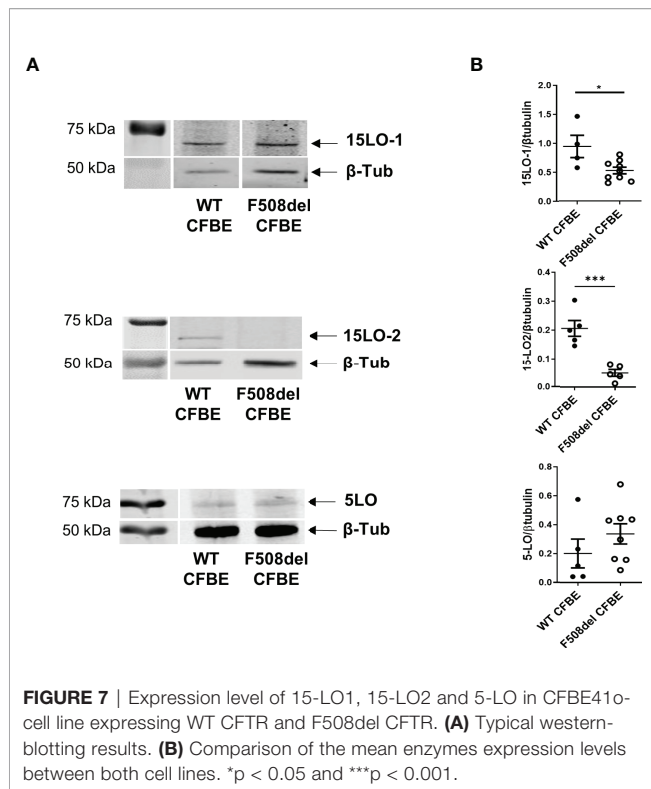 A
75 kDa
15LO-1
50 kDa
β-Tub
WT CFBE
F508del CFBE
75 kDa
15LO-2
50 kDa
β-Tub
WT CFBE
F508del CFBE
75 kDa
5LO
50 kDa
β-Tub
WT CFBE
F508del CFBE
B
15LO-1/βtubulin
2.0
1.5
1.0
0.5
0.0
*
WT CFBE
F508del CFBE
15-LO2/βtubulin
0.4
0.3
0.2
0.1
0.0
***
WT CFBE
F508del CFBE
5-LO/βtubulin
0.8
0.6
0.4
0.2
0.0
WT CFBE
F508del CFBE
FIGURE 7 | Expression level of 15-LO1, 15-LO2 and 5-LO in CFBE41o-
cell line expressing WT CFTR and F508del CFTR. (A) Typical western-
blotting results. (B) Comparison of the mean enzymes expression levels
between both cell lines. *p < 0.05 and ***p < 0.001.